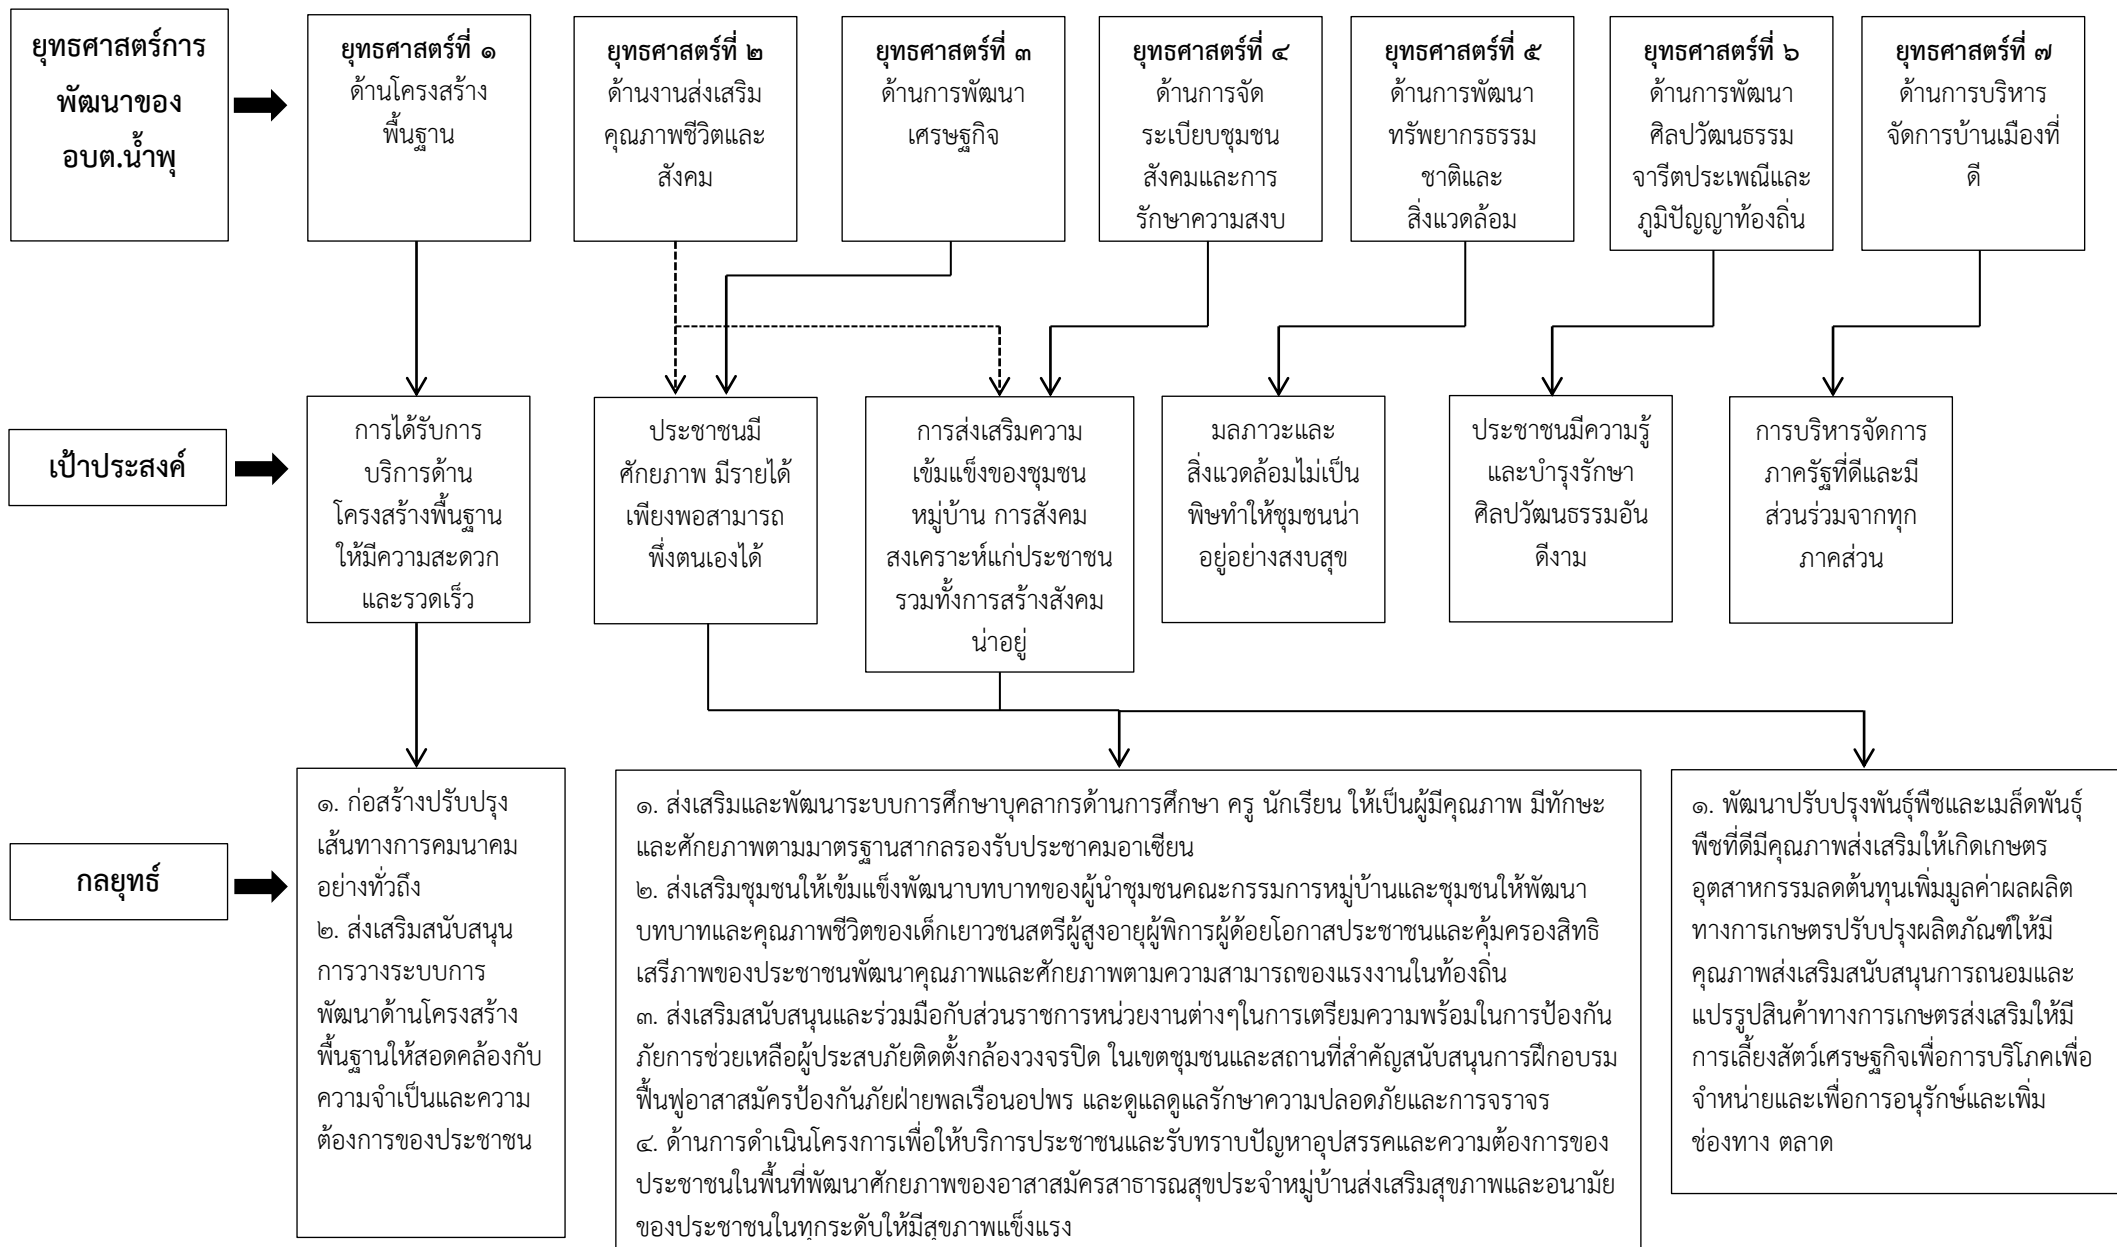 ยุทธศาสตร์การ
พัฒนาของ
อบต.น้ำพุ
ยุทธศาสตร์ที่ ๑
ด้านโครงสร้าง
พื้นฐาน
ยุทธศาสตร์ที่ ๒
ด้านงานส่งเสริม
คุณภาพชีวิตและ
สังคม
ยุทธศาสตร์ที่ ๓
ด้านการพัฒนา
เศรษฐกิจ
ยุทธศาสตร์ที่ ๔
ด้านการจัด
ระเบียบชุมชน
สังคมและการ
รักษาความสงบ
ยุทธศาสตร์ที่ ๕
ด้านการพัฒนา
ทรัพยากรธรรม
ชาติและ
สิ่งแวดล้อม
ยุทธศาสตร์ที่ ๖
ด้านการพัฒนา
ศิลปวัฒนธรรม
จารีตประเพณีและ
ภูมิปัญญาท้องถิ่น
ยุทธศาสตร์ที่ ๗
ด้านการบริหาร
จัดการบ้านเมืองที่
ดี
เป้าประสงค์
การได้รับการ
บริการด้าน
โครงสร้างพื้นฐาน
ให้มีความสะดวก
และรวดเร็ว
ประชาชนมี
ศักยภาพ มีรายได้
เพียงพอสามารถ
พึ่งตนเองได้
การส่งเสริมความ
เข้มแข็งของชุมชน
หมู่บ้าน การสังคม
สงเคราะห์แก่ประชาชน
รวมทั้งการสร้างสังคม
น่าอยู่
มลภาวะและ
สิ่งแวดล้อมไม่เป็น
พิษทำให้ชุมชนน่า
อยู่อย่างสงบสุข
ประชาชนมีความรู้
และบำรุงรักษา
ศิลปวัฒนธรรมอัน
ดีงาม
การบริหารจัดการ
ภาครัฐที่ดีและมี
ส่วนร่วมจากทุก
ภาคส่วน
กลยุทธ์
๑. ก่อสร้างปรับปรุง
เส้นทางการคมนาคม
อย่างทั่วถึง
๒. ส่งเสริมสนับสนุน
การวางระบบการ
พัฒนาด้านโครงสร้าง
พื้นฐานให้สอดคล้องกับ
ความจำเป็นและความ
ต้องการของประชาชน
๑. ส่งเสริมและพัฒนาระบบการศึกษาบุคลากรด้านการศึกษา ครู นักเรียน ให้เป็นผู้มีคุณภาพ มีทักษะ
และศักยภาพตามมาตรฐานสากลรองรับประชาคมอาเซียน
๒. ส่งเสริมชุมชนให้เข้มแข็งพัฒนาบทบาทของผู้นำชุมชนคณะกรรมการหมู่บ้านและชุมชนให้พัฒนา
บทบาทและคุณภาพชีวิตของเด็กเยาวชนสตรีผู้สูงอายุผู้พิการผู้ด้อยโอกาสประชาชนและคุ้มครองสิทธิ
เสรีภาพของประชาชนพัฒนาคุณภาพและศักยภาพตามความสามารถของแรงงานในท้องถิ่น
๓. ส่งเสริมสนับสนุนและร่วมมือกับส่วนราชการหน่วยงานต่างๆในการเตรียมความพร้อมในการป้องกัน
ภัยการช่วยเหลือผู้ประสบภัยติดตั้งกล้องวงจรปิด ในเขตชุมชนและสถานที่สำคัญสนับสนุนการฝึกอบรม
ฟื้นฟูอาสาสมัครป้องกันภัยฝ่ายพลเรือนอปพร และดูแลดูแลรักษาความปลอดภัยและการจราจร
๔. ด้านการดำเนินโครงการเพื่อให้บริการประชาชนและรับทราบปัญหาอุปสรรคและความต้องการของ
ประชาชนในพื้นที่พัฒนาศักยภาพของอาสาสมัครสาธารณสุขประจำหมู่บ้านส่งเสริมสุขภาพและอนามัย
ของประชาชนในทุกระดับให้มีสุขภาพแข็งแรง
๑. พัฒนาปรับปรุงพันธุ์พืชและเมล็ดพันธุ์
พืชที่ดีมีคุณภาพส่งเสริมให้เกิดเกษตร
อุตสาหกรรมลดต้นทุนเพิ่มมูลค่าผลผลิต
ทางการเกษตรปรับปรุงผลิตภัณฑ์ให้มี
คุณภาพส่งเสริมสนับสนุนการถนอมและ
แปรรูปสินค้าทางการเกษตรส่งเสริมให้มี
การเลี้ยงสัตว์เศรษฐกิจเพื่อการบริโภคเพื่อ
จำหน่ายและเพื่อการอนุรักษ์และเพิ่ม
ช่องทาง ตลาด